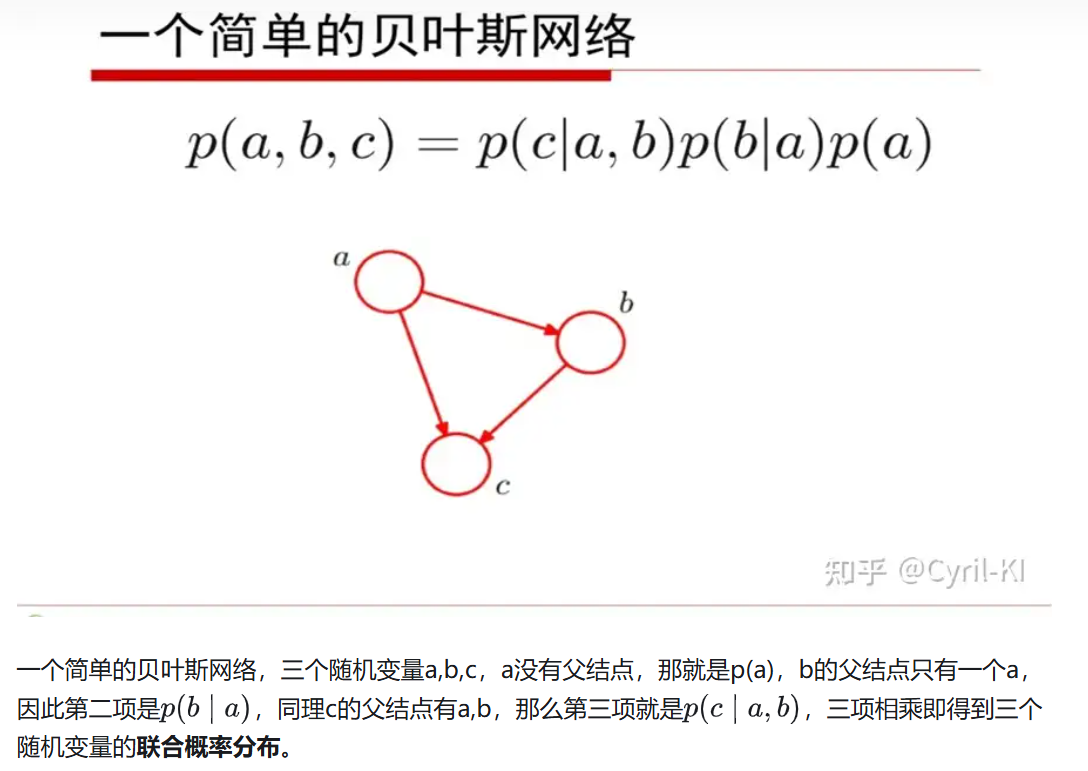 一个简单的贝叶斯网络
p(a, b, c) = p(c|a, b)p(b|a)p(a)
a
b
c
知乎 @Cyril-KI
一个简单的贝叶斯网络，三个随机变量a,b,c，a没有父结点，那就是p(a)，b的父结点只有一个a，
因此第二项是p(b | a)，同理c的父结点有a,b，那么第三项就是p(c | a, b)，三项相乘即得到三个
随机变量的联合概率分布。